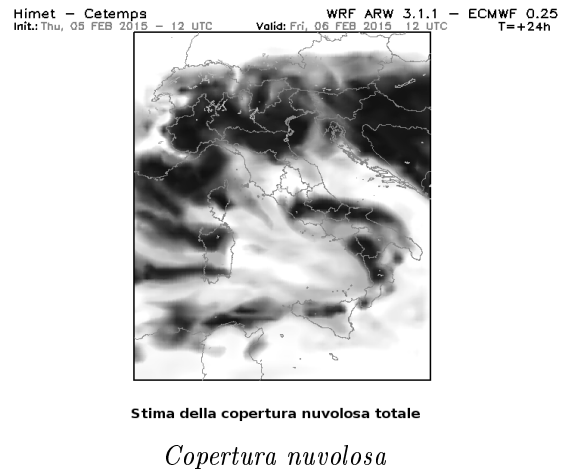 Himet – Cetemps WRF ARW 3.1.1 – ECMWF 0.25
Init.: Thu, 05 FEB 2015 – 12 UTC Valid: Fri, 06 FEB 2015 12 UTC T=+24h
Stima della copertura nuvolosa totale
Copertura nuvolosa